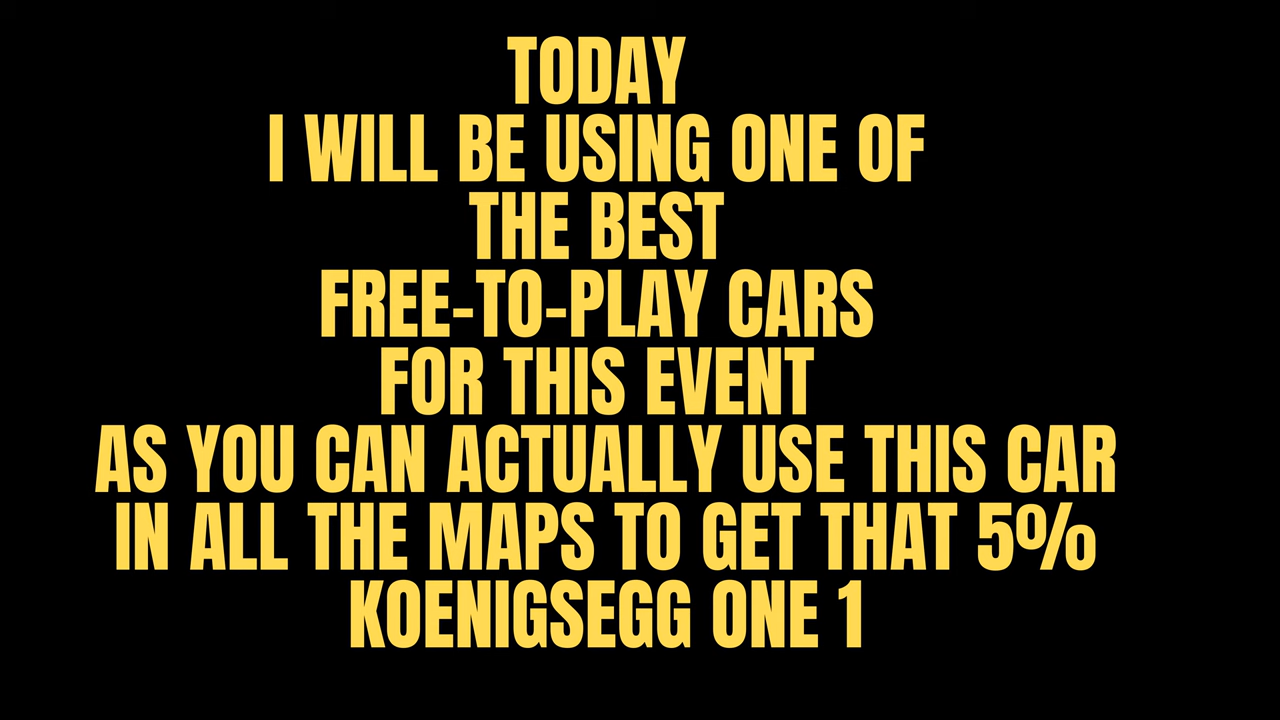 TODAY
I WILL BE USING ONE OF
THE BEST
FREE-TO-PLAY CARS
FOR THIS EVENT
AS YOU CAN ACTUALLY USE THIS CAR
IN ALL THE MAPS TO GET THAT 5%
KOENIGSEGG ONE 1